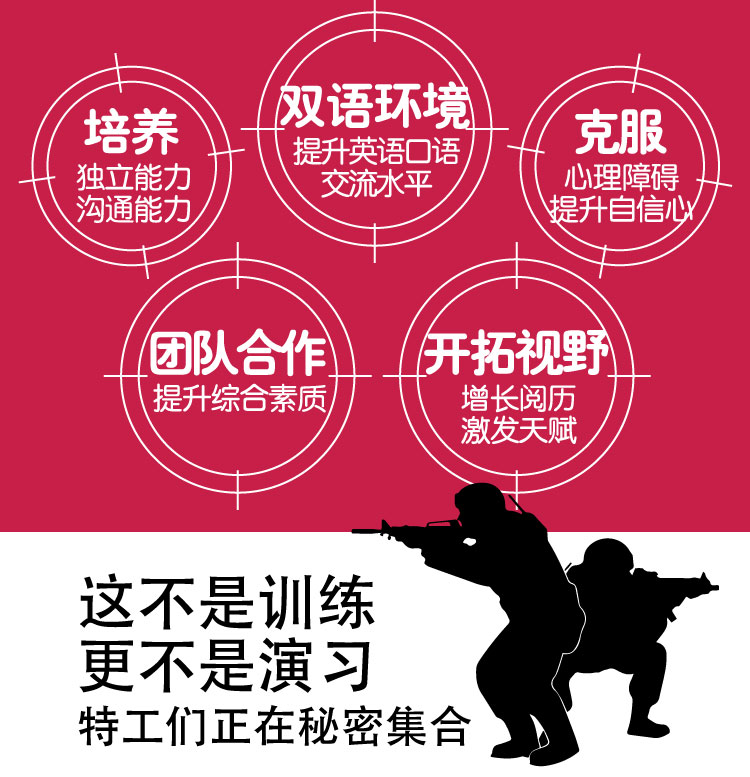 培养
独立能力
沟通能力
双语环境
提升英语口语
交流水平
克服
心理障碍
提升自信心
团队合作
提升综合素质
开拓视野
增长阅历
激发天赋
这不是训练
更不是演习
特工们正在秘密集合